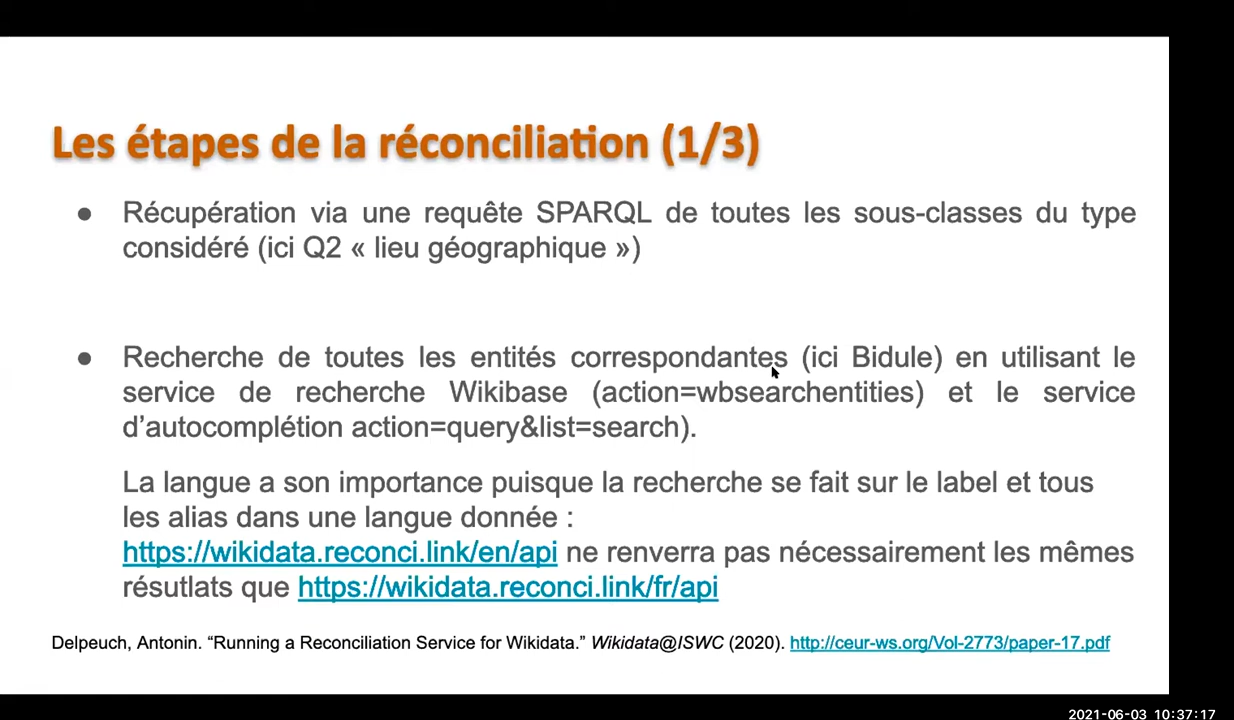 Les étapes de la réconciliation (1/3)
● Récupération via une requête SPARQL de toutes les sous-classes du type
considéré (ici Q2 « lieu géographique »)
● Recherche de toutes les entités correspondantes (ici Bidule) en utilisant le
service de recherche Wikibase (action=wbsearchentities) et le service
d’autocomplétion action=query&list=search).
La langue a son importance puisque la recherche se fait sur le label et tous
les alias dans une langue donnée :
https://wikidata.reconci.link/en/api ne renverra pas nécessairement les mêmes
résutlats que https://wikidata.reconci.link/fr/api
Delpeuch, Antonin. “Running a Reconciliation Service for Wikidata.” Wikidata@ISWC (2020). http://ceur-ws.org/Vol-2773/paper-17.pdf
2021-06-03 10:37:17